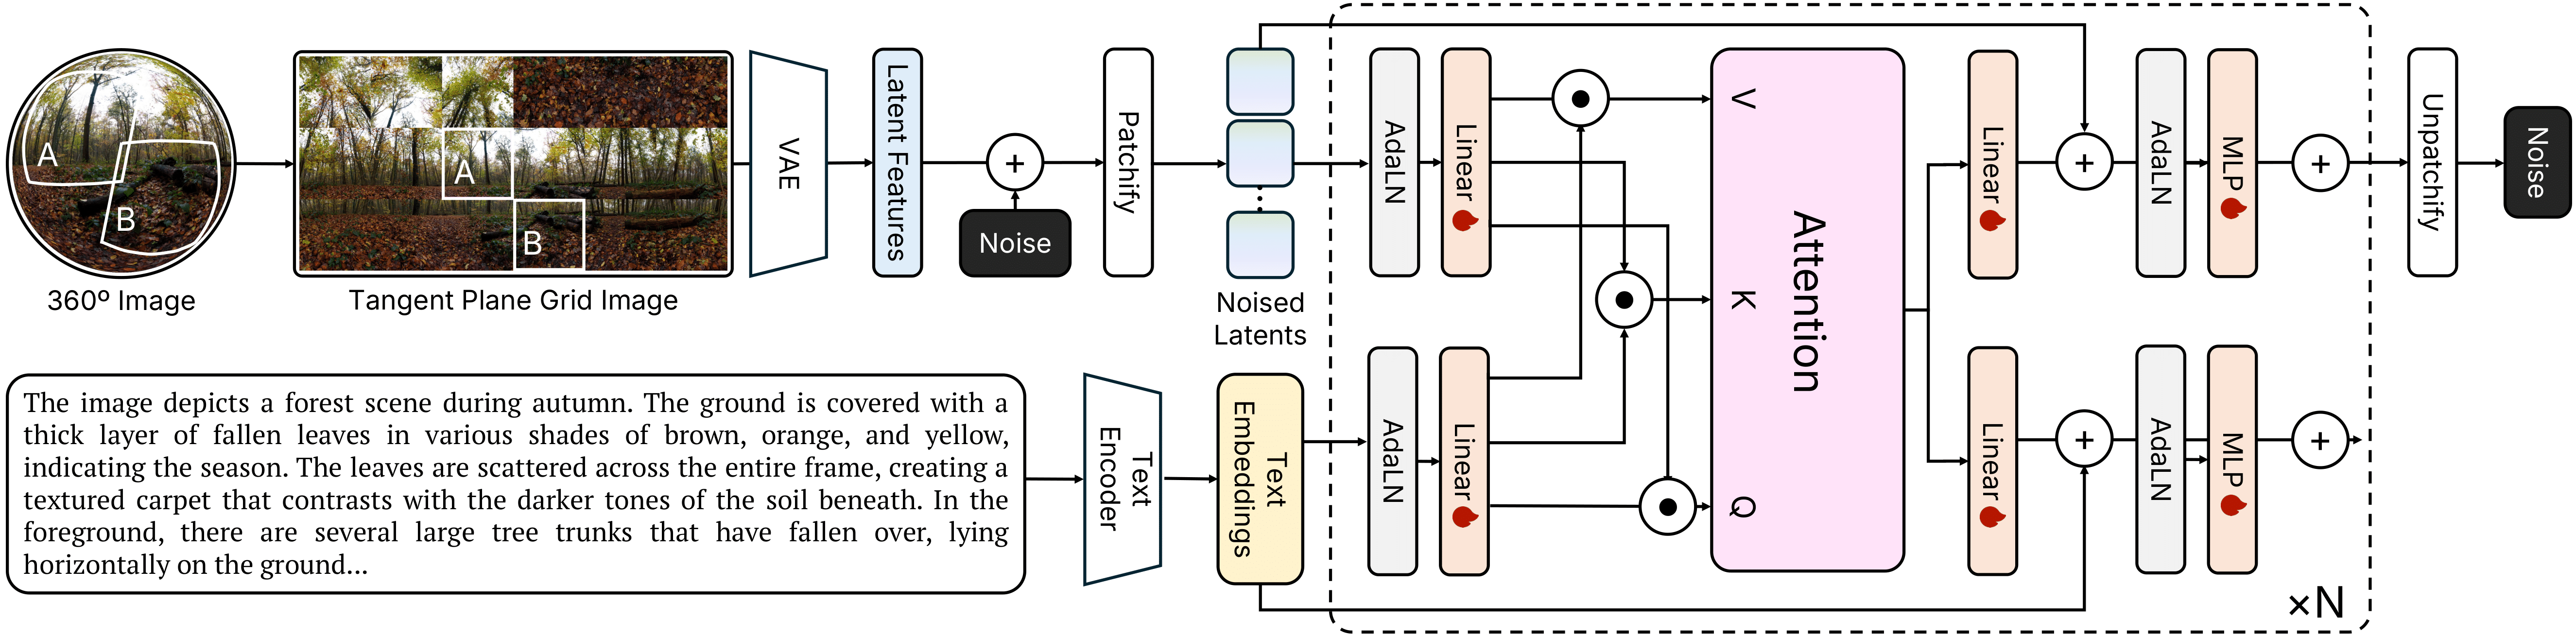 A
B
360º Image
A
B
Tangent Plane Grid Image
VAE
Latent Features
+
Noise
Patchify
Noised
Latents
The image depicts a forest scene during autumn. The ground is covered with a
thick layer of fallen leaves in various shades of brown, orange, and yellow,
indicating the season. The leaves are scattered across the entire frame, creating a
textured carpet that contrasts with the darker tones of the soil beneath. In the
foreground, there are several large tree trunks that have fallen over, lying
horizontally on the ground...
Text
Encoder
Text
Embeddings
AdaLN
Linear
AdaLN
Linear
V
K
Q
Attention
Linear
+
AdaLN
MLP
+
Linear
+
AdaLN
MLP
+
×N
Unpatchify
Noise